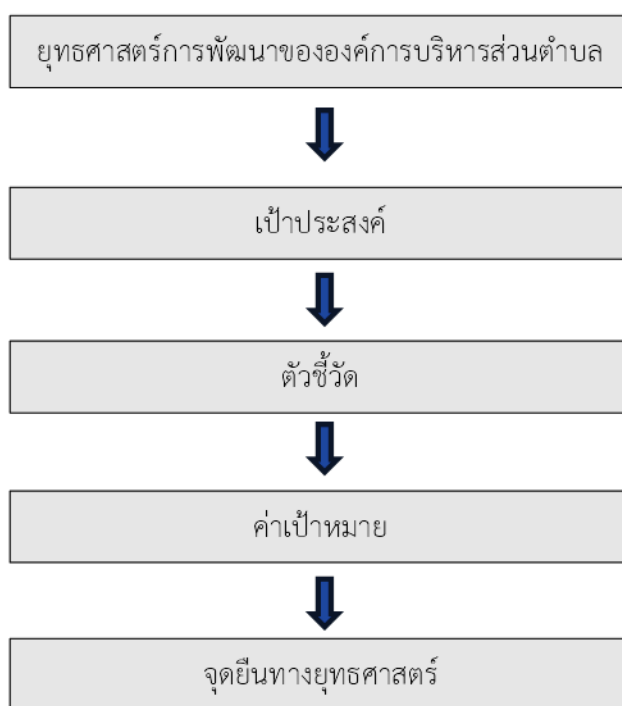 ยุทธศาสตร์การพัฒนาขององค์การบริหารส่วนตำบล
เป้าประสงค์
ตัวชี้วัด
ค่าเป้าหมาย
จุดยืนทางยุทธศาสตร์